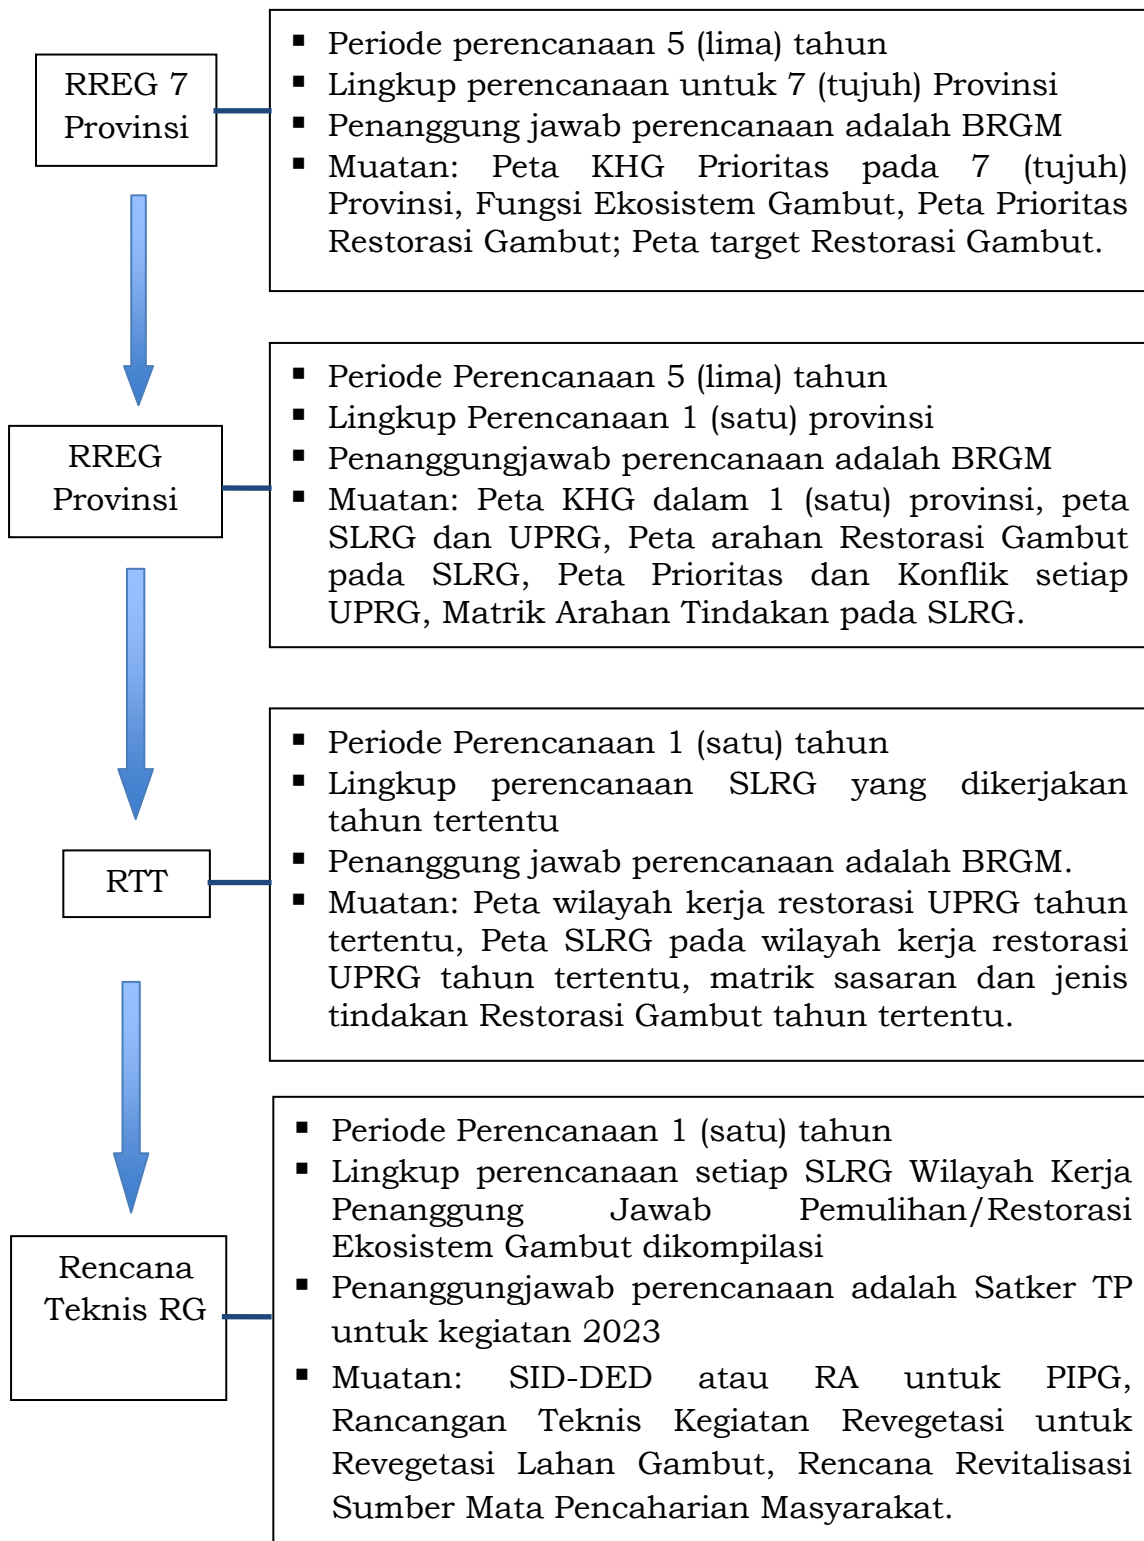 RREG 7
Provinsi
▪ Periode perencanaan 5 (lima) tahun
▪ Lingkup perencanaan untuk 7 (tujuh) Provinsi
▪ Penanggung jawab perencanaan adalah BRGM
▪ Muatan: Peta KHG Prioritas pada 7 (tujuh)
Provinsi, Fungsi Ekosistem Gambut, Peta Prioritas
Restorasi Gambut; Peta target Restorasi Gambut.
RREG
Provinsi
▪ Periode Perencanaan 5 (lima) tahun
▪ Lingkup Perencanaan 1 (satu) provinsi
▪ Penanggungjawab perencanaan adalah BRGM
▪ Muatan: Peta KHG dalam 1 (satu) provinsi, peta
SLRG dan UPRG, Peta arahan Restorasi Gambut
pada SLRG, Peta Prioritas dan Konflik setiap
UPRG, Matrik Arahan Tindakan pada SLRG.
RTT
▪ Periode Perencanaan 1 (satu) tahun
▪ Lingkup perencanaan SLRG yang dikerjakan
tahun tertentu
▪ Penanggung jawab perencanaan adalah BRGM.
▪ Muatan: Peta wilayah kerja restorasi UPRG tahun
tertentu, Peta SLRG pada wilayah kerja restorasi
UPRG tahun tertentu, matrik sasaran dan jenis
tindakan Restorasi Gambut tahun tertentu.
Rencana
Teknis RG
▪ Periode Perencanaan 1 (satu) tahun
▪ Lingkup perencanaan setiap SLRG Wilayah Kerja
Penanggung Jawab Pemulihan/Restorasi
Ekosistem Gambut dikompilasi
▪ Penanggungjawab perencanaan adalah Satker TP
untuk kegiatan 2023
▪ Muatan: SID-DED atau RA untuk PIPG,
Rancangan Teknis Kegiatan Revegetasi untuk
Revegetasi Lahan Gambut, Rencana Revitalisasi
Sumber Mata Pencaharian Masyarakat.